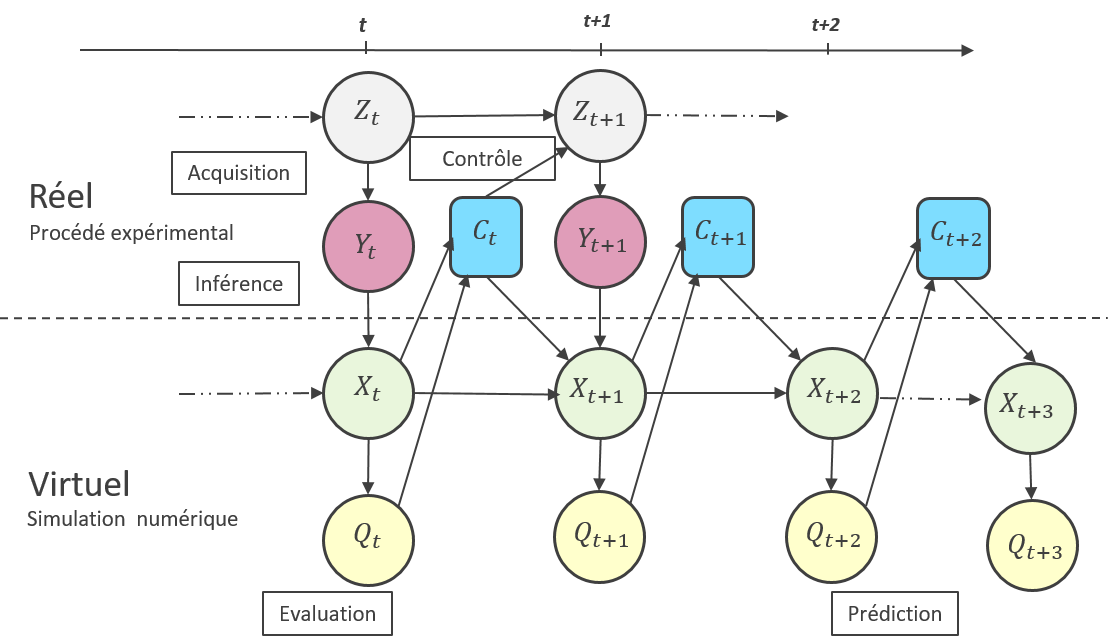 t
t+1
t+2
Z_t
Z_{t+1}
Acquisition
Contrôle
Réel
Procédé expérimental
Y_t
C_t
Y_{t+1}
C_{t+1}
C_{t+2}
Inférence
X_t
X_{t+1}
X_{t+2}
X_{t+3}
Virtuel
Simulation numérique
Q_t
Q_{t+1}
Q_{t+2}
Q_{t+3}
Evaluation
Prédiction